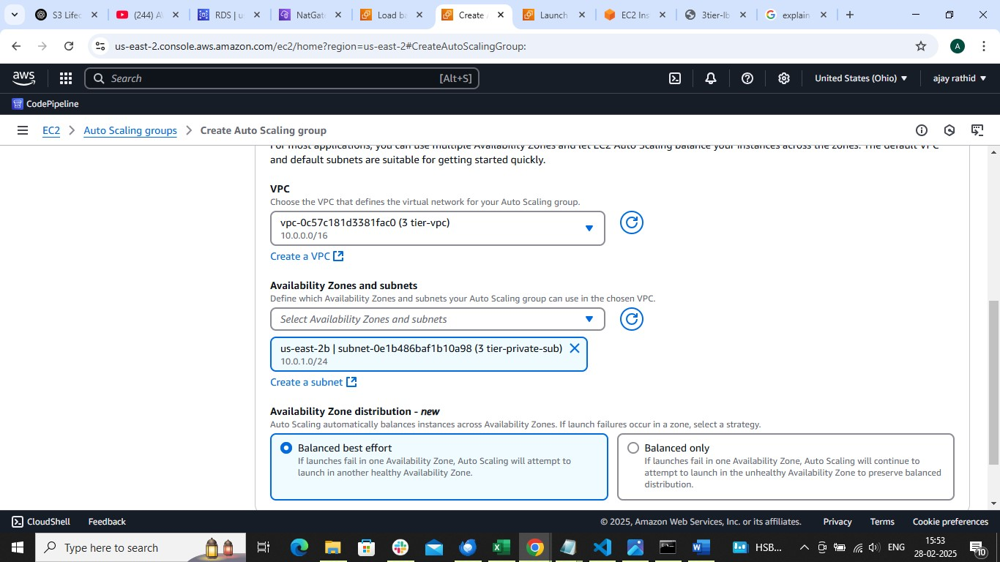 S3 Lifec
(244) A
RDS | u
NatGate
Load ba
Create A
Launch
EC2 Ins
3tier-lb
explain
us-east-2.console.aws.amazon.com/ec2/home?region=us-east-2#CreateAutoScalingGroup:
A
aws
Search
[Alt+S]
United States (Ohio)
ajay rathid
CodePipeline
EC2
Auto Scaling groups
Create Auto Scaling group
For most applications, you can use multiple Availability Zones and let EC2 Auto Scaling balance your instances across the zones. The default VPC
and default subnets are suitable for getting started quickly.
VPC
Choose the VPC that defines the virtual network for your Auto Scaling group.
vpc-0c57c181d3381fac0 (3 tier-vpc)
10.0.0.0/16
Create a VPC
Availability Zones and subnets
Define which Availability Zones and subnets your Auto Scaling group can use in the chosen VPC.
Select Availability Zones and subnets
us-east-2b | subnet-0e1b486baf1b10a98 (3 tier-private-sub)
10.0.1.0/24
Create a subnet
Availability Zone distribution - new
Auto Scaling automatically balances instances across Availability Zones. If launch failures occur in a zone, select a strategy.
Balanced best effort
If launches fail in one Availability Zone, Auto Scaling will attempt to
launch in another healthy Availability Zone.
Balanced only
If launches fail in one Availability Zone, Auto Scaling will continue to
attempt to launch in the unhealthy Availability Zone to preserve balanced
distribution.
CloudShell
Feedback
© 2025, Amazon Web Services, Inc. or its affiliates.
Privacy
Terms
Cookie preferences
Type here to search
HSB...
ENG
15:53
28-02-2025
10